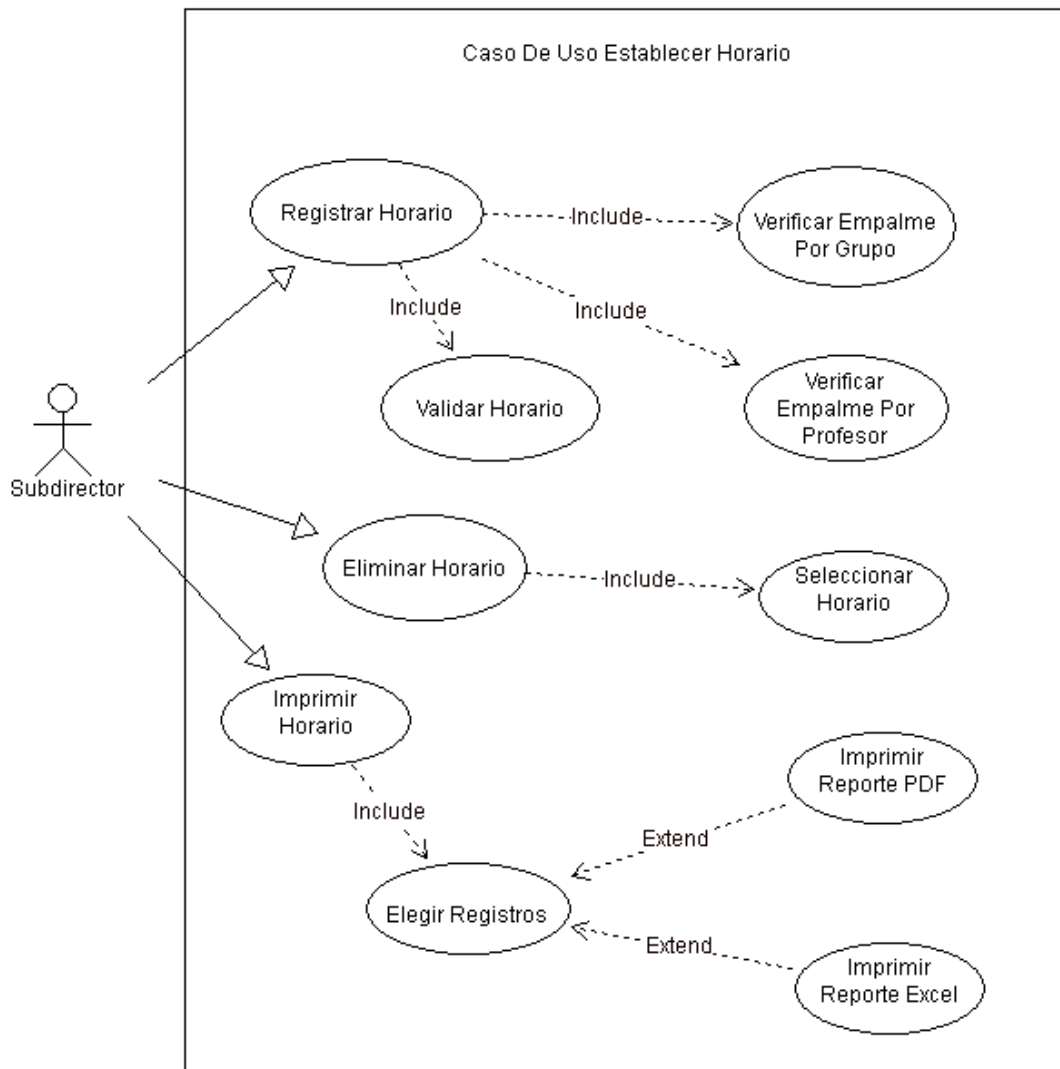 Caso De Uso Establecer Horario
Registrar Horario
Include
Verificar Empalme
Por Grupo
Include
Include
Validar Horario
Verificar
Empalme Por
Profesor
Subdirector
Eliminar Horario
Include
Seleccionar
Horario
Imprimir
Horario
Include
Imprimir
Reporte PDF
Extend
Elegir Registros
Extend
Imprimir
Reporte Excel